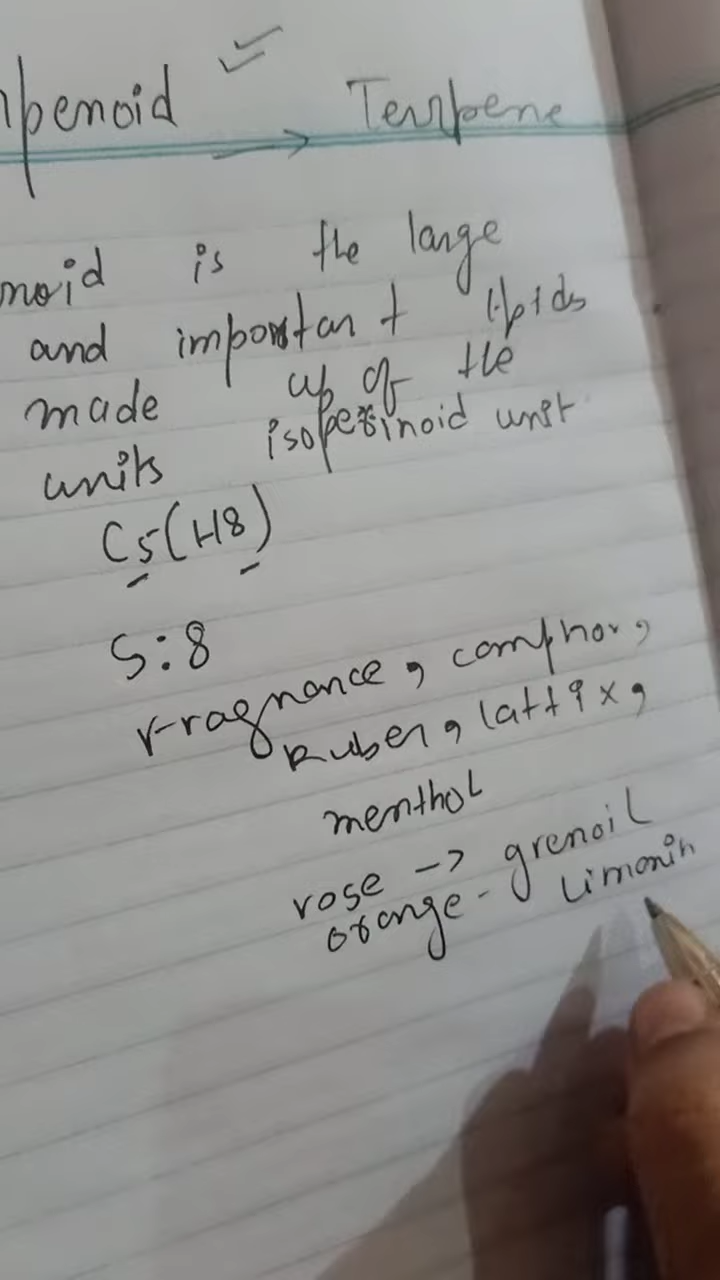 penoid → Terpene
noid is the large
and important lipids
made up of the
units isoperinoid unit
C5(H8)
5:8
Fragnance, camphor,
Ruber, lattix,
menthol
rose -> grenoil
orange - Limonin